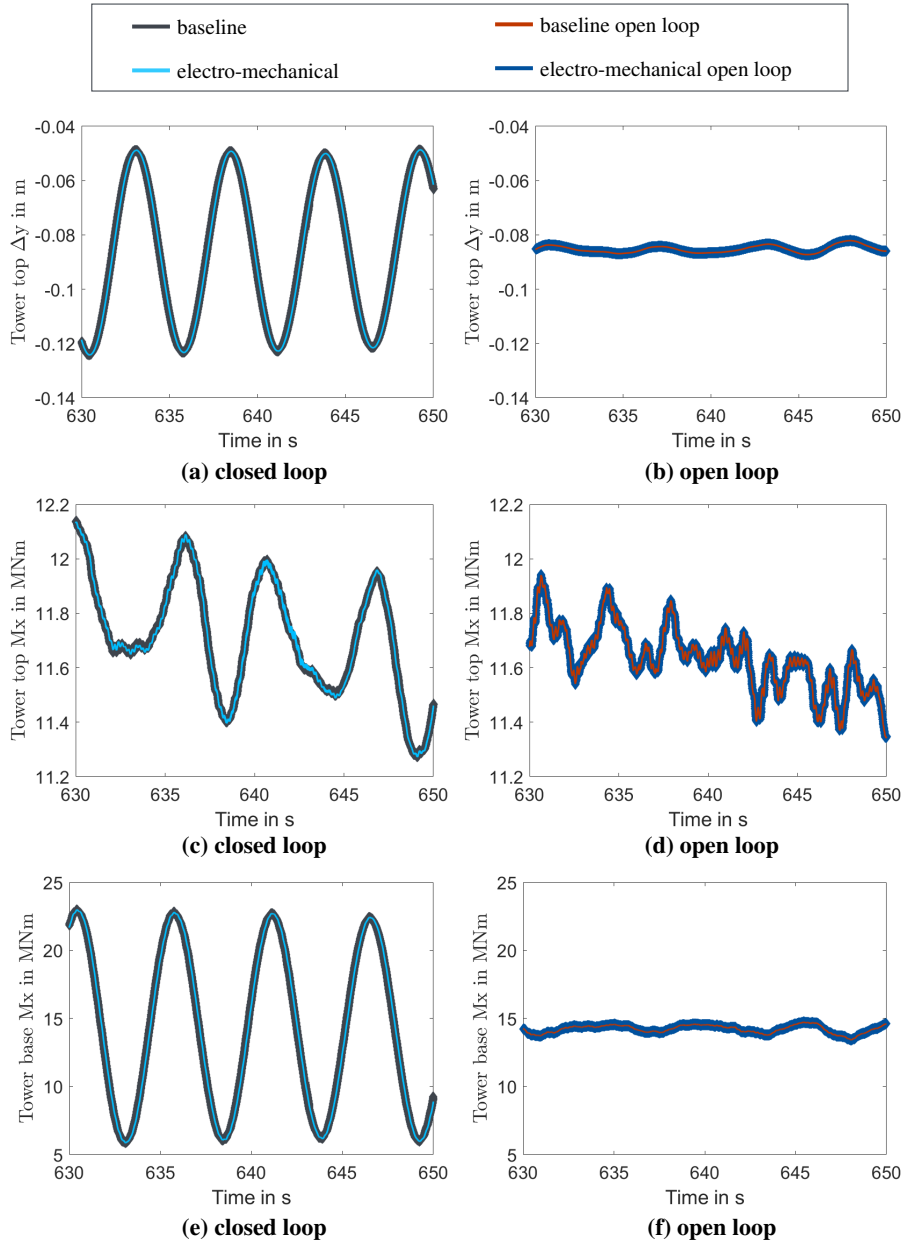 baseline
baseline open loop
electro-mechanical
electro-mechanical open loop
Tower top Δy in m
-0.04
-0.06
-0.08
-0.1
-0.12
-0.14
630
635
640
645
650
Time in s
(a) closed loop
Tower top Δy in m
-0.04
-0.06
-0.08
-0.1
-0.12
-0.14
630
635
640
645
650
Time in s
(b) open loop
Tower top Mx in MNm
12.2
12
11.8
11.6
11.4
11.2
630
635
640
645
650
Time in s
(c) closed loop
Tower top Mx in MNm
12.2
12
11.8
11.6
11.4
11.2
630
635
640
645
650
Time in s
(d) open loop
Tower base Mx in MNm
25
20
15
10
5
630
635
640
645
650
Time in s
(e) closed loop
Tower base Mx in MNm
25
20
15
10
5
630
635
640
645
650
Time in s
(f) open loop